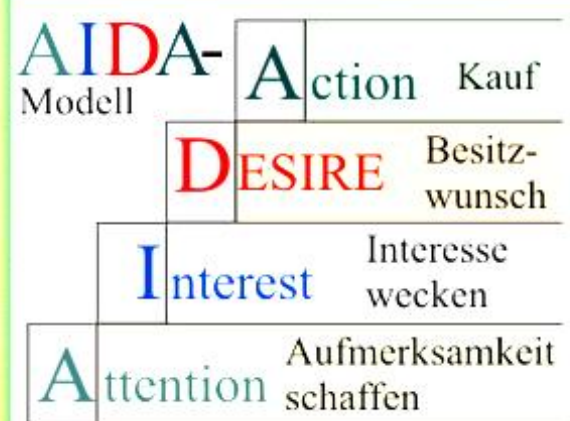 AIDA-
Modell
Action Kauf
DESIRE Besitz-
wunsch
Interest Interesse
wecken
Attention Aufmerksamkeit
schaffen